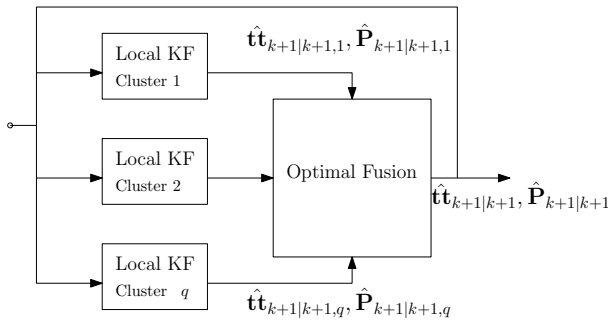 Local KF
Cluster 1
t̂t_{k+1|k+1,1}, P̂_{k+1|k+1,1}
Local KF
Cluster 2
Optimal Fusion
t̂t_{k+1|k+1}, P̂_{k+1|k+1}
Local KF
Cluster q
t̂t_{k+1|k+1,q}, P̂_{k+1|k+1,q}